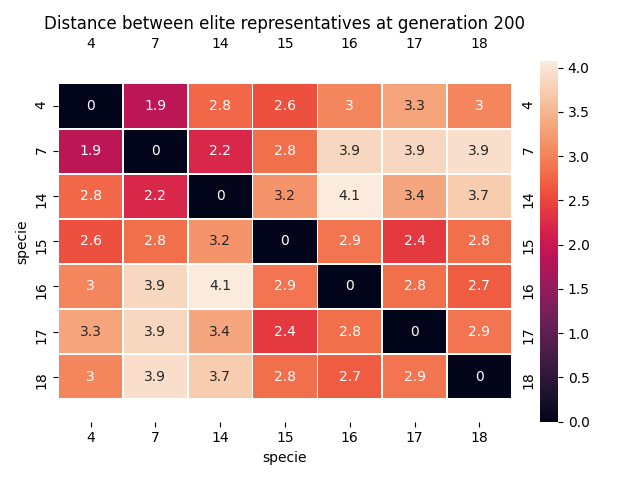 Distance between elite representatives at generation 200
4 7 14 15 16 17 18
4 0 1.9 2.8 2.6 3 3.3 3 4
7 1.9 0 2.2 2.8 3.9 3.9 3.9 7
14 2.8 2.2 0 3.2 4.1 3.4 3.7 14
15 2.6 2.8 3.2 0 2.9 2.4 2.8 15
16 3 3.9 4.1 2.9 0 2.8 2.7 16
17 3.3 3.9 3.4 2.4 2.8 0 2.9 17
18 3 3.9 3.7 2.8 2.7 2.9 0 18
4 7 14 15 16 17 18
specie
specie
4.0
3.5
3.0
2.5
2.0
1.5
1.0
0.5
0.0